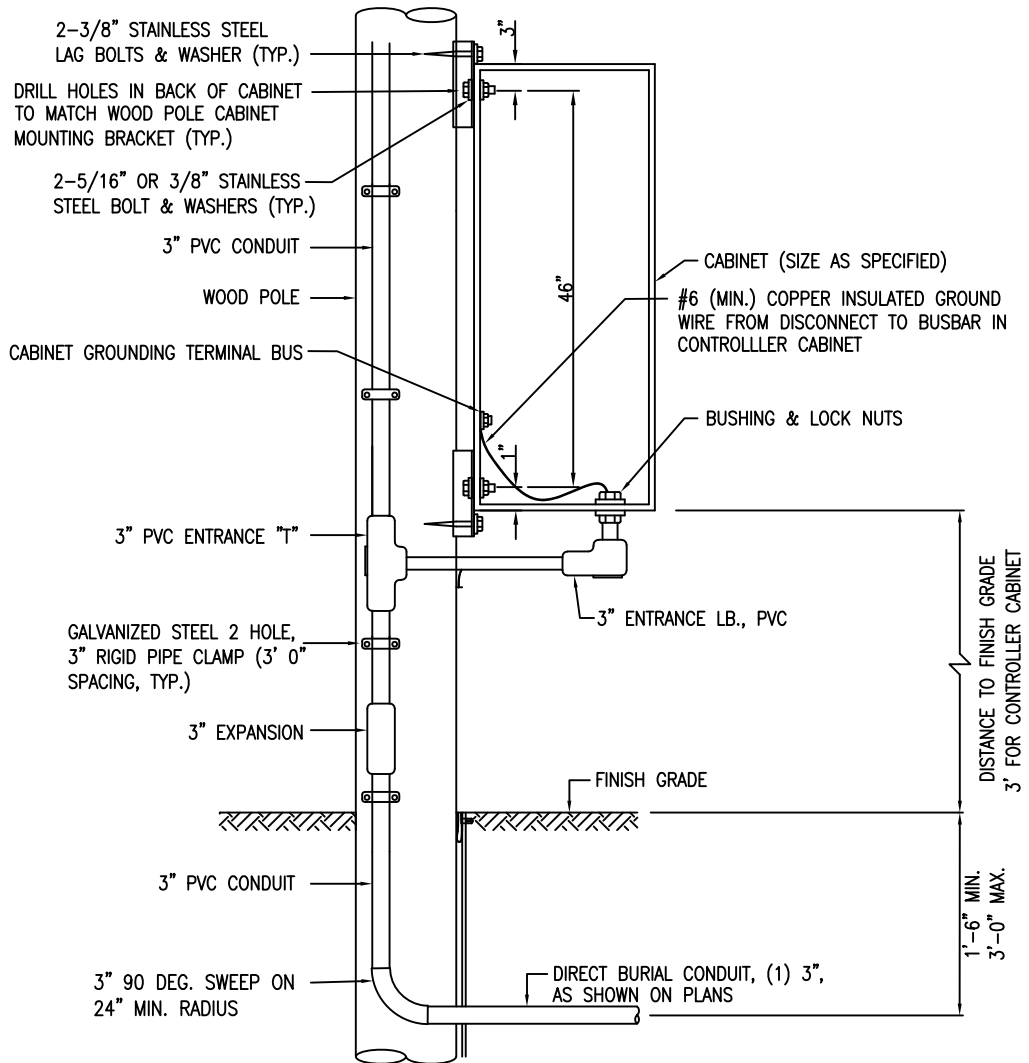 2-3/8" STAINLESS STEEL
LAG BOLTS & WASHER (TYP.)
DRILL HOLES IN BACK OF CABINET
TO MATCH WOOD POLE CABINET
MOUNTING BRACKET (TYP.)
2-5/16" OR 3/8" STAINLESS
STEEL BOLT & WASHERS (TYP.)
3" PVC CONDUIT
WOOD POLE
CABINET GROUNDING TERMINAL BUS
3" PVC ENTRANCE "T"
GALVANIZED STEEL 2 HOLE,
3" RIGID PIPE CLAMP (3' 0"
SPACING, TYP.)
3" EXPANSION
3" PVC CONDUIT
3" 90 DEG. SWEEP ON
24" MIN. RADIUS
3"
46"
1"
CABINET (SIZE AS SPECIFIED)
#6 (MIN.) COPPER INSULATED GROUND
WIRE FROM DISCONNECT TO BUSBAR IN
CONTROLLLER CABINET
BUSHING & LOCK NUTS
3" ENTRANCE LB., PVC
FINISH GRADE
DIRECT BURIAL CONDUIT, (1) 3",
AS SHOWN ON PLANS
DISTANCE TO FINISH GRADE
3' FOR CONTROLLER CABINET
1'-6" MIN.
3'-0" MAX.